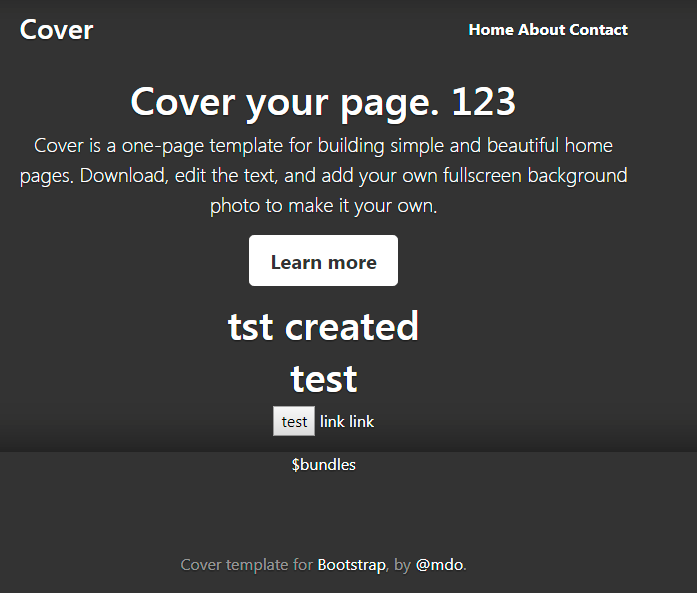 Cover
Home About Contact
Cover your page. 123
Cover is a one-page template for building simple and beautiful home
pages. Download, edit the text, and add your own fullscreen background
photo to make it your own.
Learn more
tst created
test
test link link
$bundles
Cover template for Bootstrap, by @mdo.